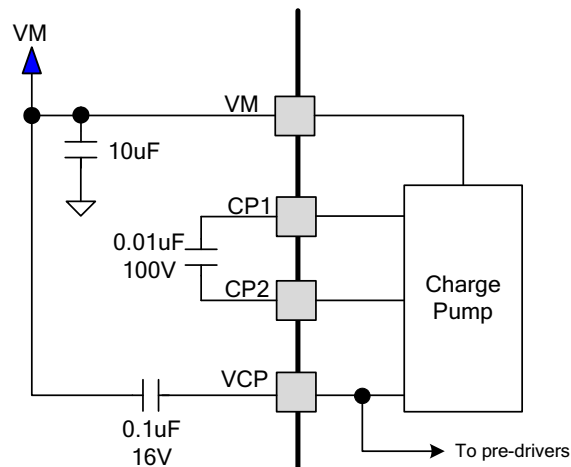 VM
VM
10uF
CP1
0.01uF
100V
CP2
Charge
Pump
VCP
0.1uF
16V
To pre-drivers